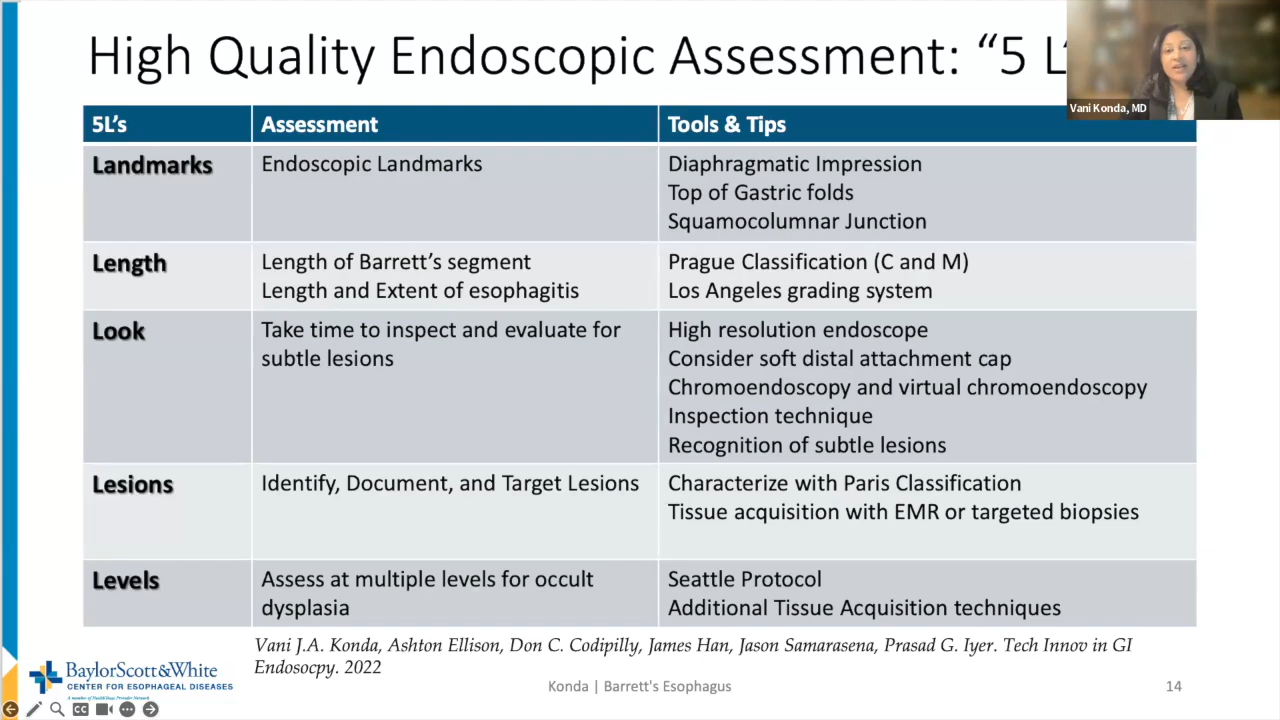 High Quality Endoscopic Assessment: “5 L’
Vani Konda, MD
5L’s
Assessment
Tools & Tips
Landmarks
Endoscopic Landmarks
Diaphragmatic Impression
Top of Gastric folds
Squamocolumnar Junction
Length
Length of Barrett’s segment
Length and Extent of esophagitis
Prague Classification (C and M)
Los Angeles grading system
Look
Take time to inspect and evaluate for
subtle lesions
High resolution endoscope
Consider soft distal attachment cap
Chromoendoscopy and virtual chromoendoscopy
Inspection technique
Recognition of subtle lesions
Lesions
Identify, Document, and Target Lesions
Characterize with Paris Classification
Tissue acquisition with EMR or targeted biopsies
Levels
Assess at multiple levels for occult
dysplasia
Seattle Protocol
Additional Tissue Acquisition techniques
Vani J.A. Konda, Ashton Ellison, Don C. Codipilly, James Han, Jason Samarasena, Prasad G. Iyer. Tech Innov in GI
Endosocpy. 2022
BaylorScott&White
CENTER FOR ESOPHAGEAL DISEASES
Konda | Barrett's Esophagus
14
CC